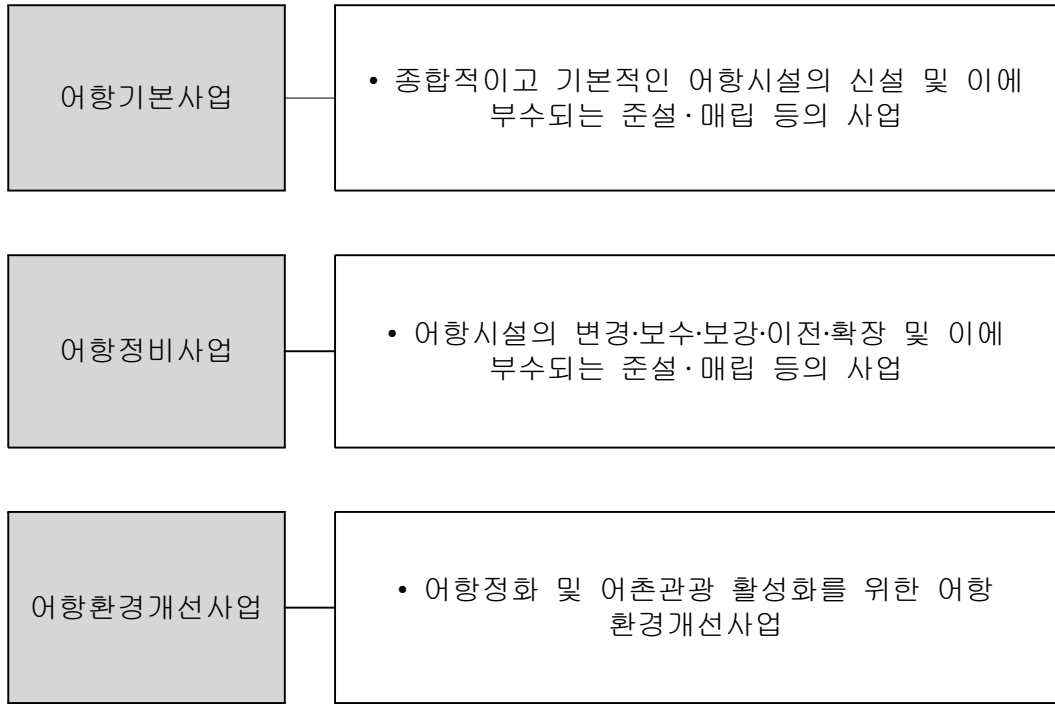 어항기본사업
• 종합적이고 기본적인 어항시설의 신설 및 이에
부수되는 준설·매립 등의 사업
어항정비사업
• 어항시설의 변경·보수·보강·이전·확장 및 이에
부수되는 준설·매립 등의 사업
어항환경개선사업
• 어항정화 및 어촌관광 활성화를 위한 어항
환경개선사업